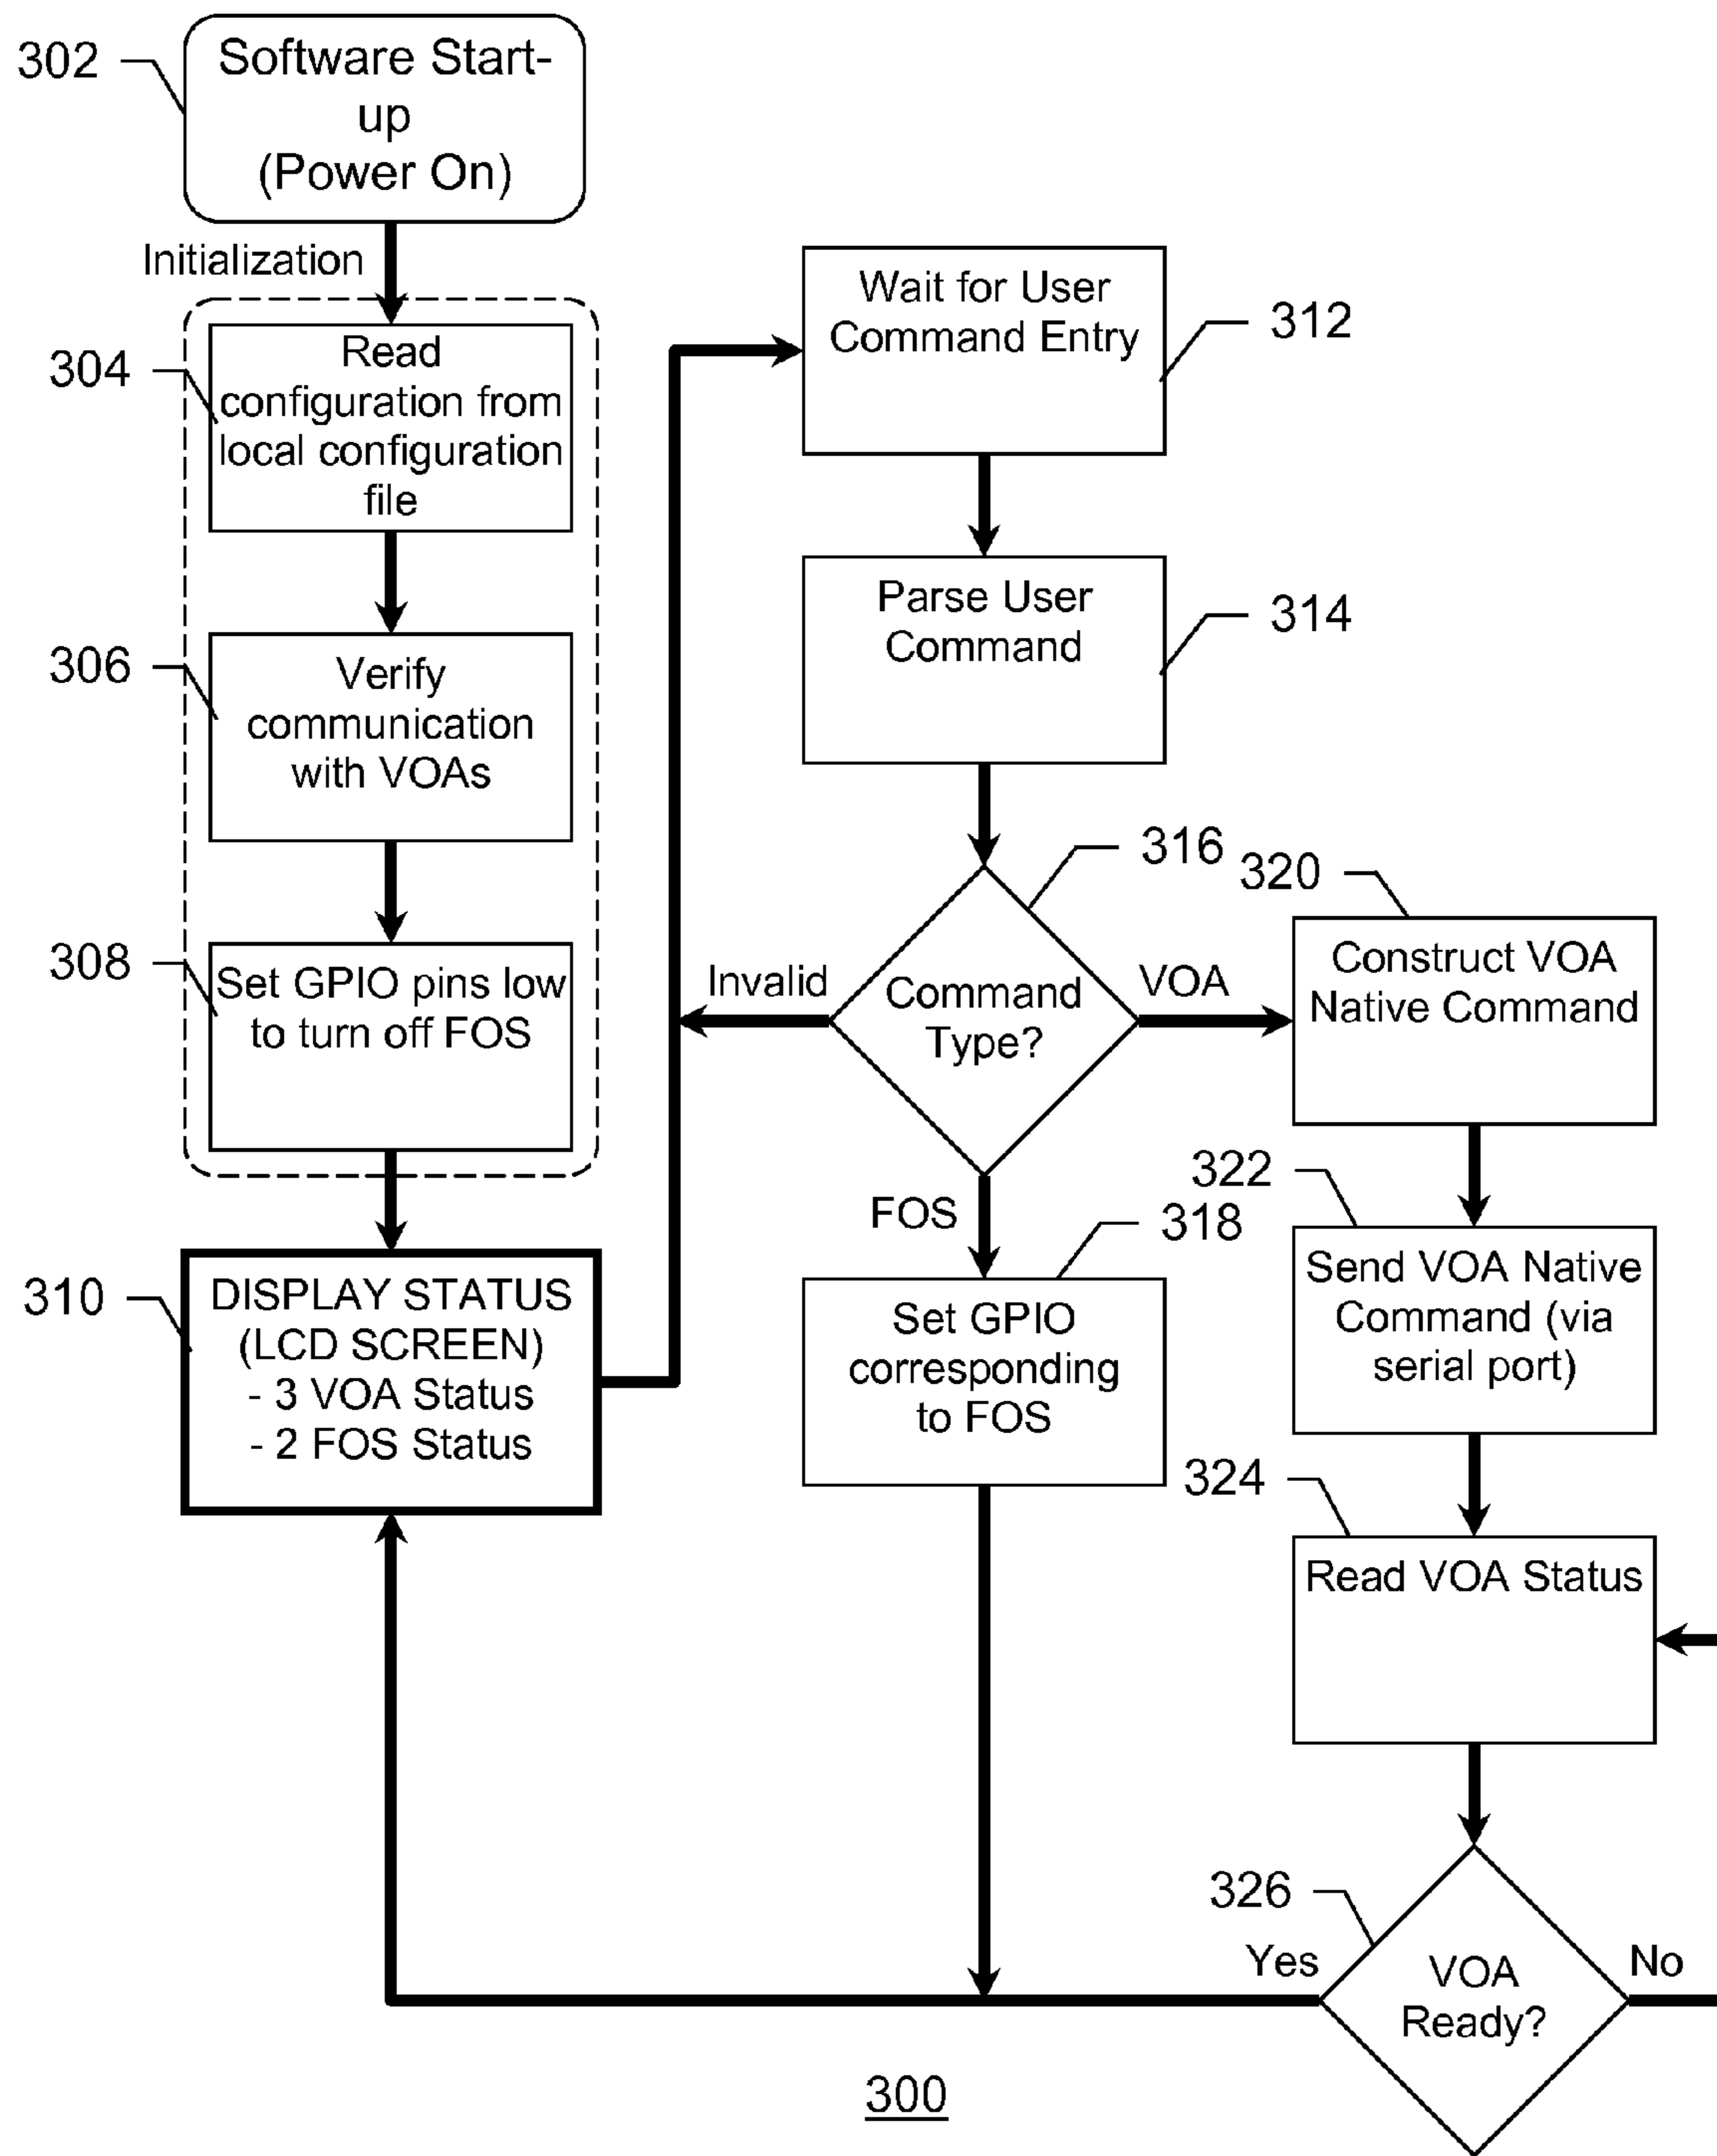 302
Software Start-
up
(Power On)
Initialization
304
Read
configuration from
local configuration
file
306
Verify
communication
with VOAs
308
Set GPIO pins low
to turn off FOS
310
DISPLAY STATUS
(LCD SCREEN)
- 3 VOA Status
- 2 FOS Status
Wait for User
Command Entry
312
Parse User
Command
314
316
Command
Type?
Invalid
VOA
FOS
318
Set GPIO
corresponding
to FOS
320
Construct VOA
Native Command
322
Send VOA Native
Command (via
serial port)
324
Read VOA Status
326
VOA
Ready?
Yes
No
300